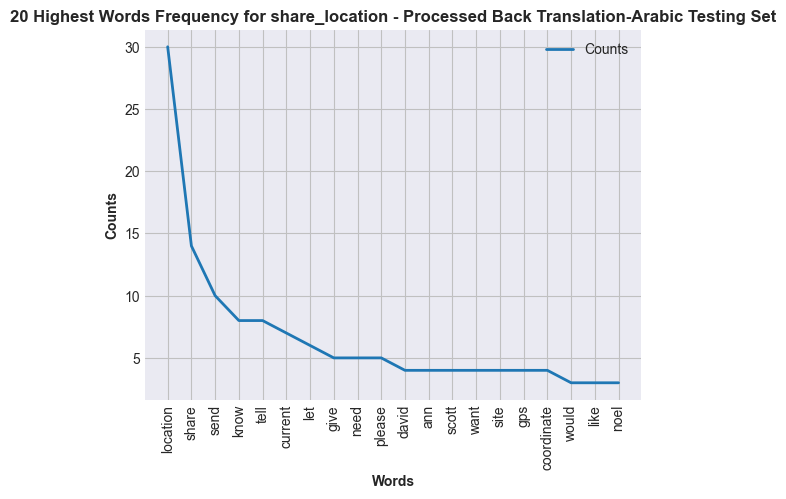 20 Highest Words Frequency for share_location - Processed Back Translation-Arabic Testing Set
Counts
30
25
20
15
10
5
Counts
location
share
send
know
tell
current
let
give
need
please
david
ann
scott
want
site
gps
coordinate
would
like
noel
Words